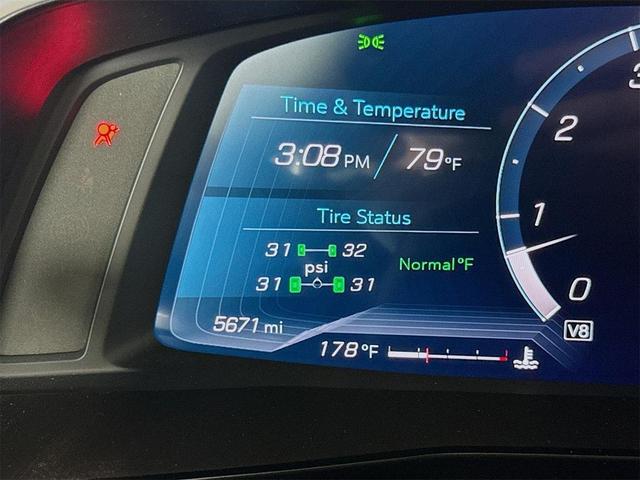 Time & Temperature
3:08 PM / 79°F
Tire Status
31 32
psi
Normal °F
31 31
5671 mi
178 °F
3
2
1
0
V8